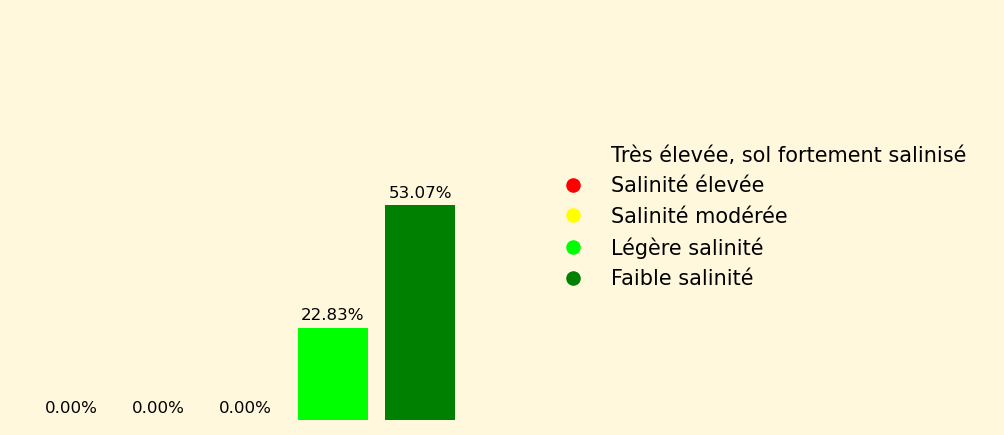 Très élevée, sol fortement salinisé
Salinité élevée
Salinité modérée
Légère salinité
Faible salinité
53.07%
22.83%
0.00% 0.00% 0.00%